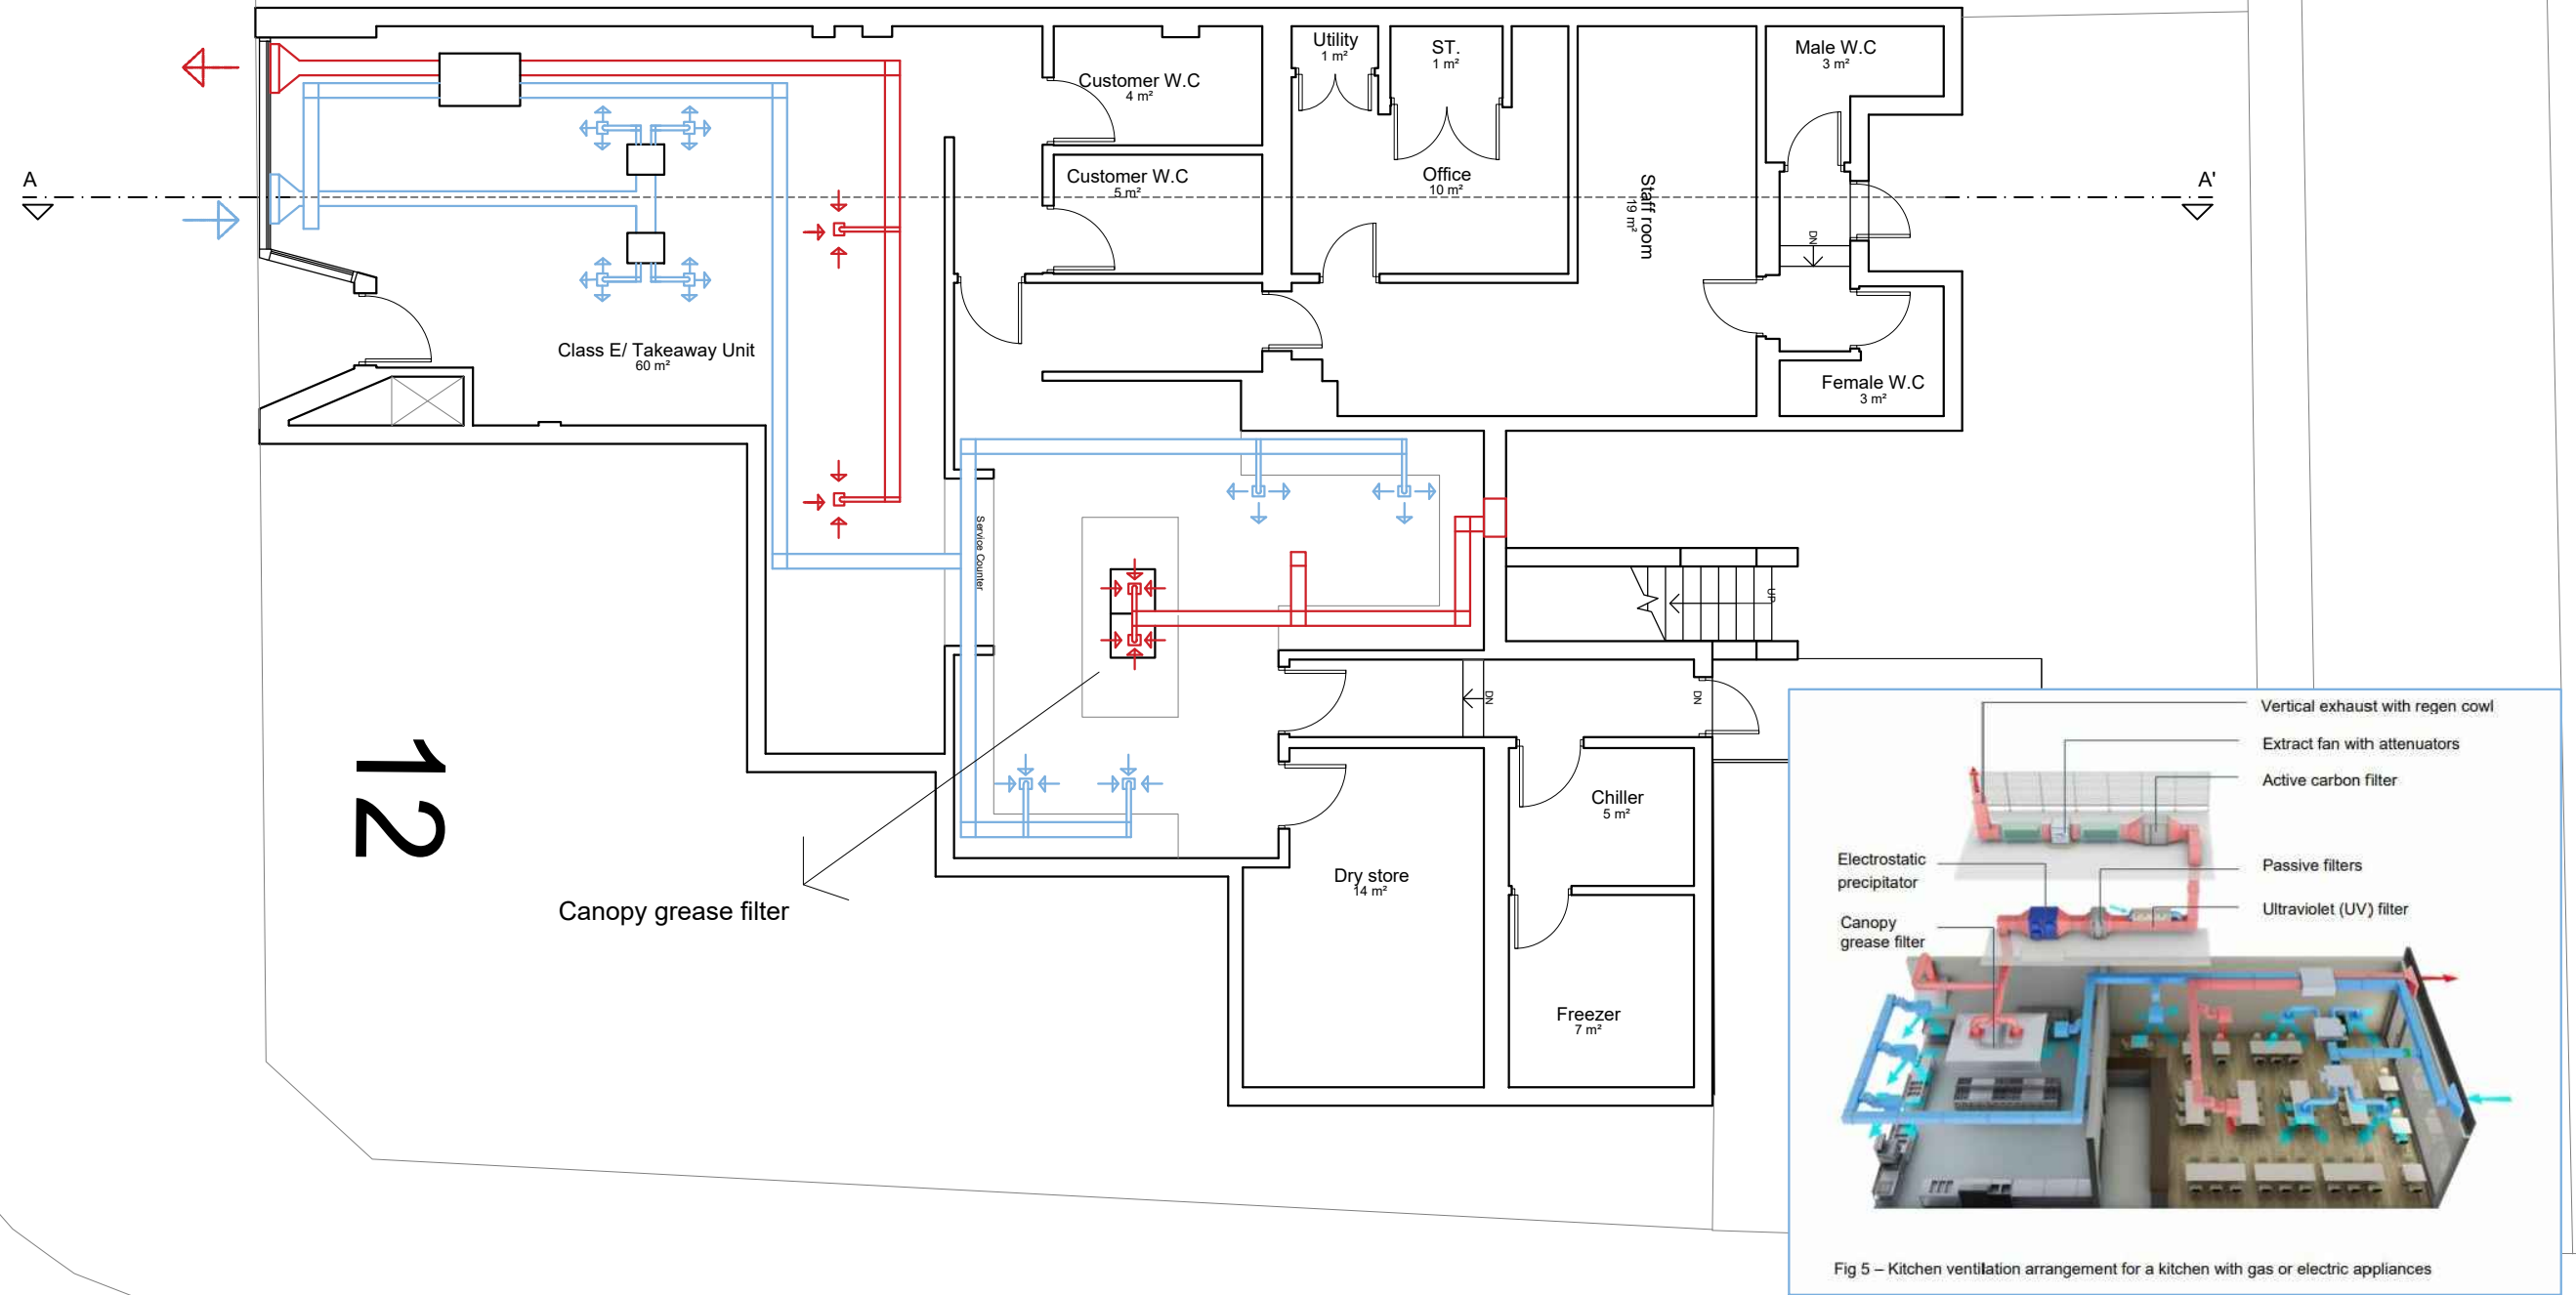 Utility
1 m²
ST.
1 m²
Male W.C
3 m²
Customer W.C
4 m²
Customer W.C
5 m²
Office
10 m²
Staff room
19 m²
A
A'
DN
Class E/ Takeaway Unit
60 m²
Female W.C
3 m²
Service Counter
UP
DN
DN
12
Canopy grease filter
Chiller
5 m²
Dry store
14 m²
Freezer
7 m²
Vertical exhaust with regen cowl
Extract fan with attenuators
Active carbon filter
Electrostatic
precipitator
Passive filters
Canopy
grease filter
Ultraviolet (UV) filter
Fig 5 – Kitchen ventilation arrangement for a kitchen with gas or electric appliances